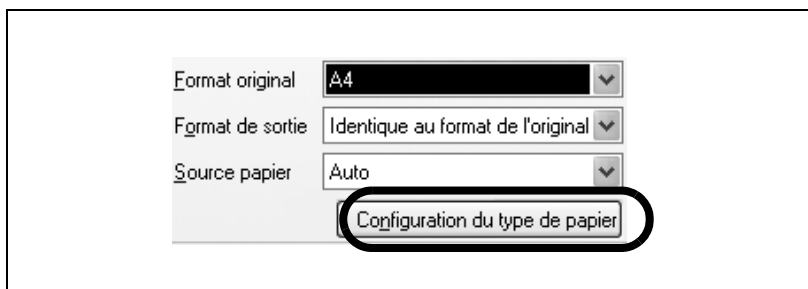 Format original A4
Format de sortie Identique au format de l'original
Source papier Auto
Configuration du type de papier